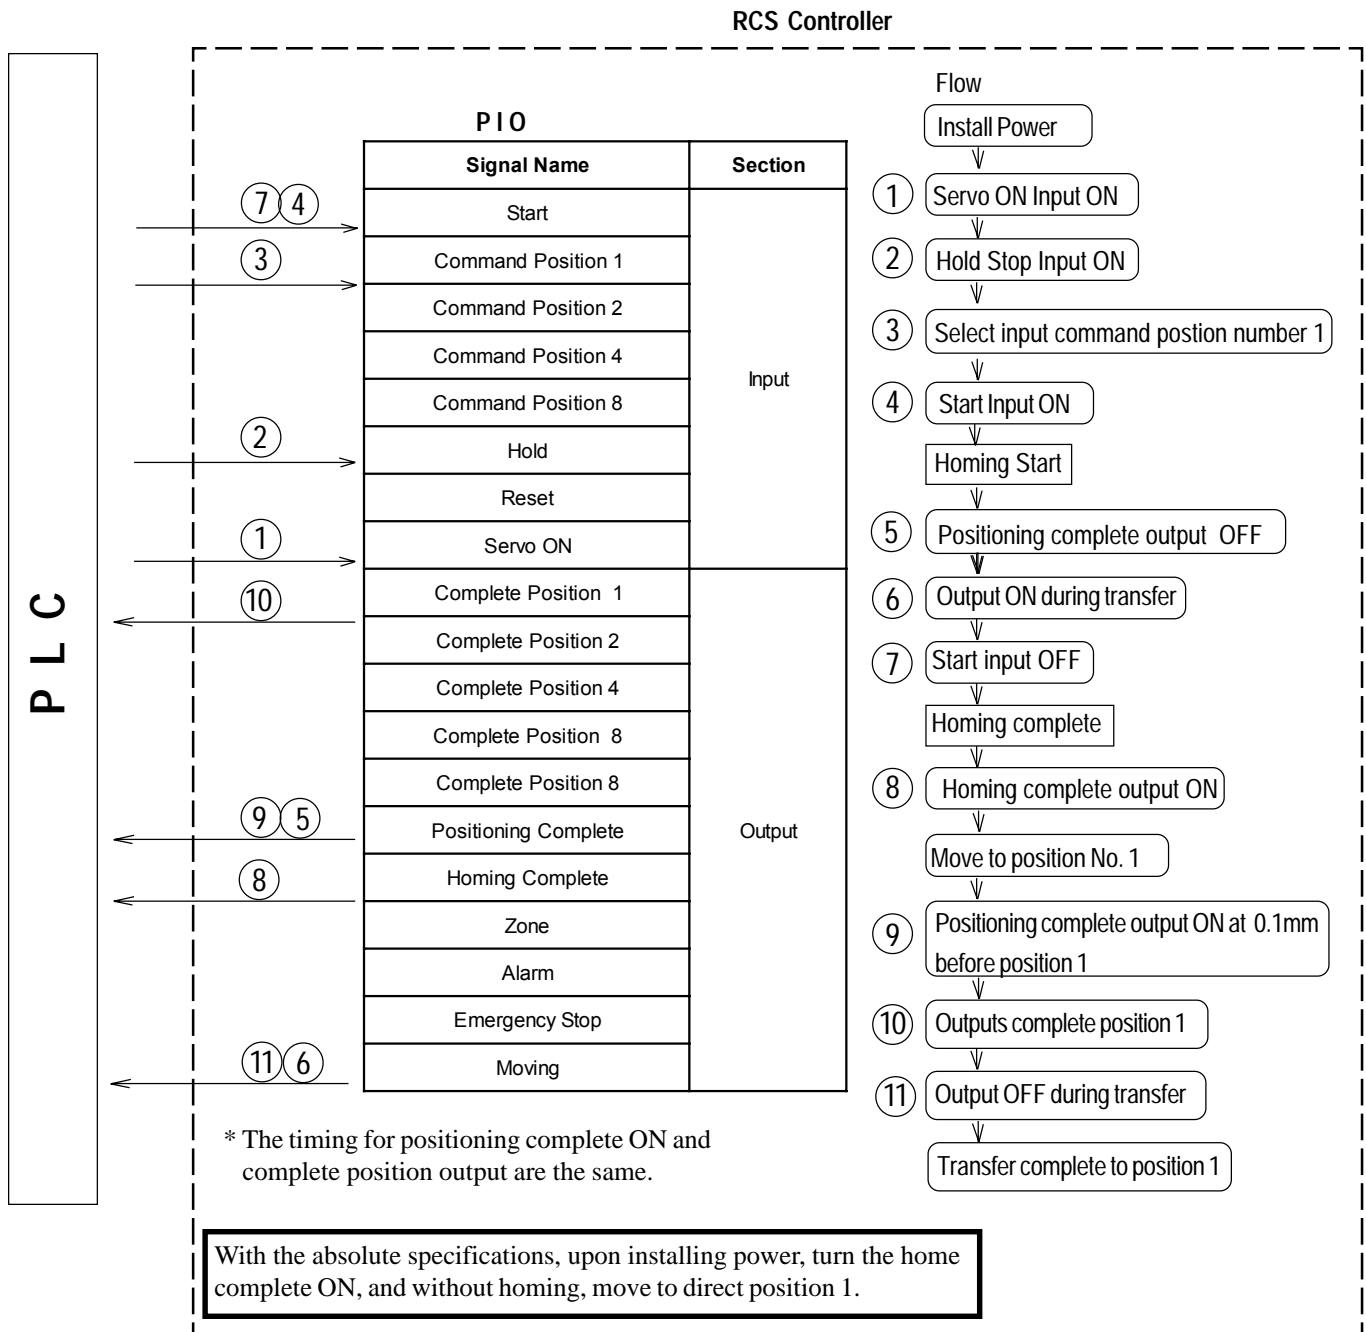 RCS Controller
PLC
PIO
Signal Name Section
7 4 Start
3 Command Position 1
Command Position 2
Command Position 4
Command Position 8
Input
2 Hold
Reset
1 Servo ON
10 Complete Position 1
Complete Position 2
Complete Position 4
Complete Position 8
Complete Position 8
9 5 Positioning Complete
Output
8 Homing Complete
Zone
Alarm
Emergency Stop
11 6 Moving
* The timing for positioning complete ON and
complete position output are the same.
Flow
Install Power
1 Servo ON Input ON
2 Hold Stop Input ON
3 Select input command postion number 1
4 Start Input ON
Homing Start
5 Positioning complete output OFF
6 Output ON during transfer
7 Start input OFF
Homing complete
8 Homing complete output ON
Move to position No. 1
9 Positioning complete output ON at 0.1mm
before position 1
10 Outputs complete position 1
11 Output OFF during transfer
Transfer complete to position 1
With the absolute specifications, upon installing power, turn the home
complete ON, and without homing, move to direct position 1.